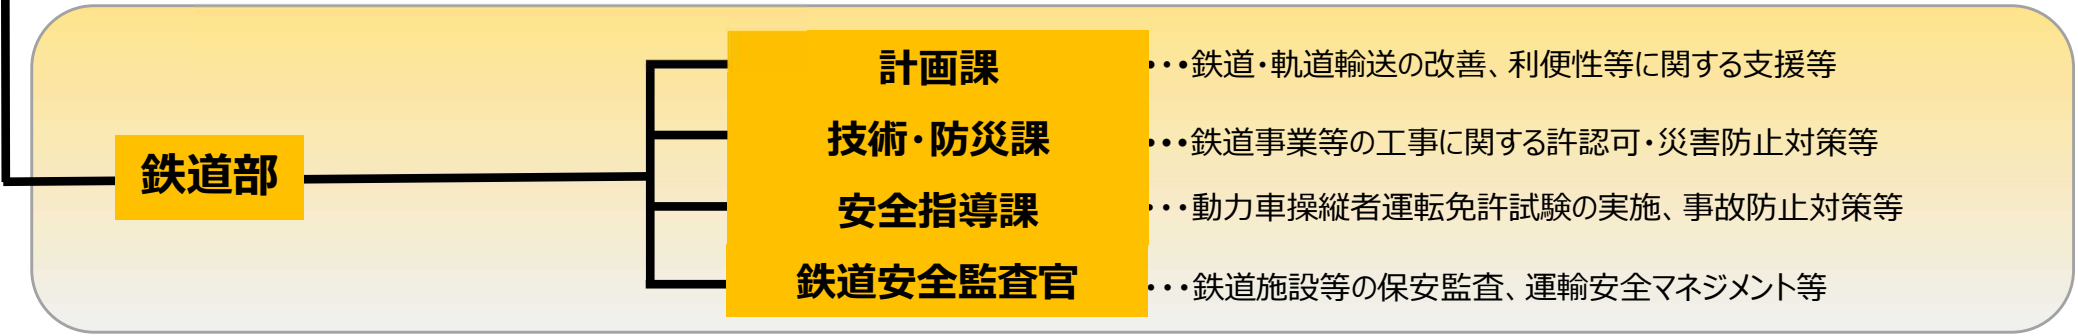 鉄道部
計画課 ・・・鉄道・軌道輸送の改善、利便性等に関する支援等
技術・防災課 ・・・鉄道事業等の工事に関する許認可・災害防止対策等
安全指導課 ・・・動力車操縦者運転免許試験の実施、事故防止対策等
鉄道安全監査官 ・・・鉄道施設等の保安監査、運輸安全マネジメント等